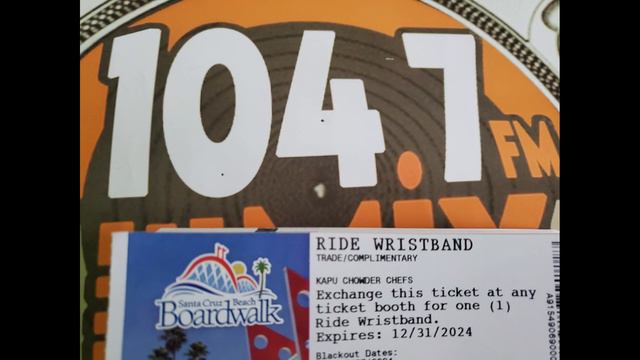 104.7
FM
Santa Cruz Beach
Boardwalk
RIDE WRISTBAND
TRADE/COMPLIMENTARY
KAPU CHOWDER CHEFS
Exchange this ticket at any
ticket booth for one (1)
Ride Wristband.
Expires: 12/31/2024
Blackout Dates: